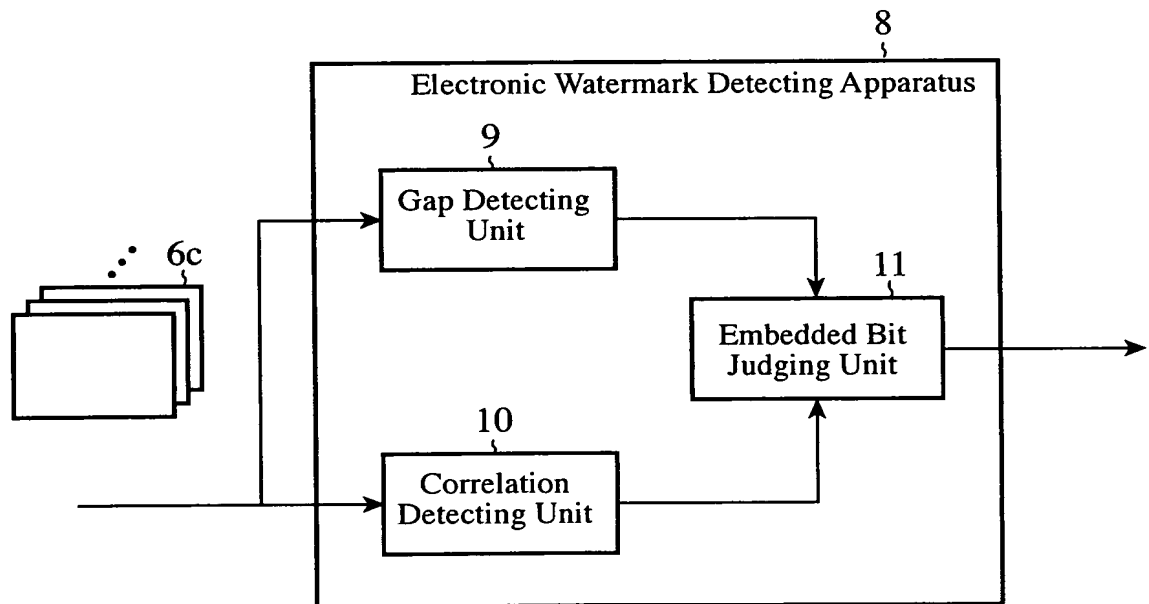 8
Electronic Watermark Detecting Apparatus
9
Gap Detecting
Unit
6c
11
Embedded Bit
Judging Unit
10
Correlation
Detecting Unit